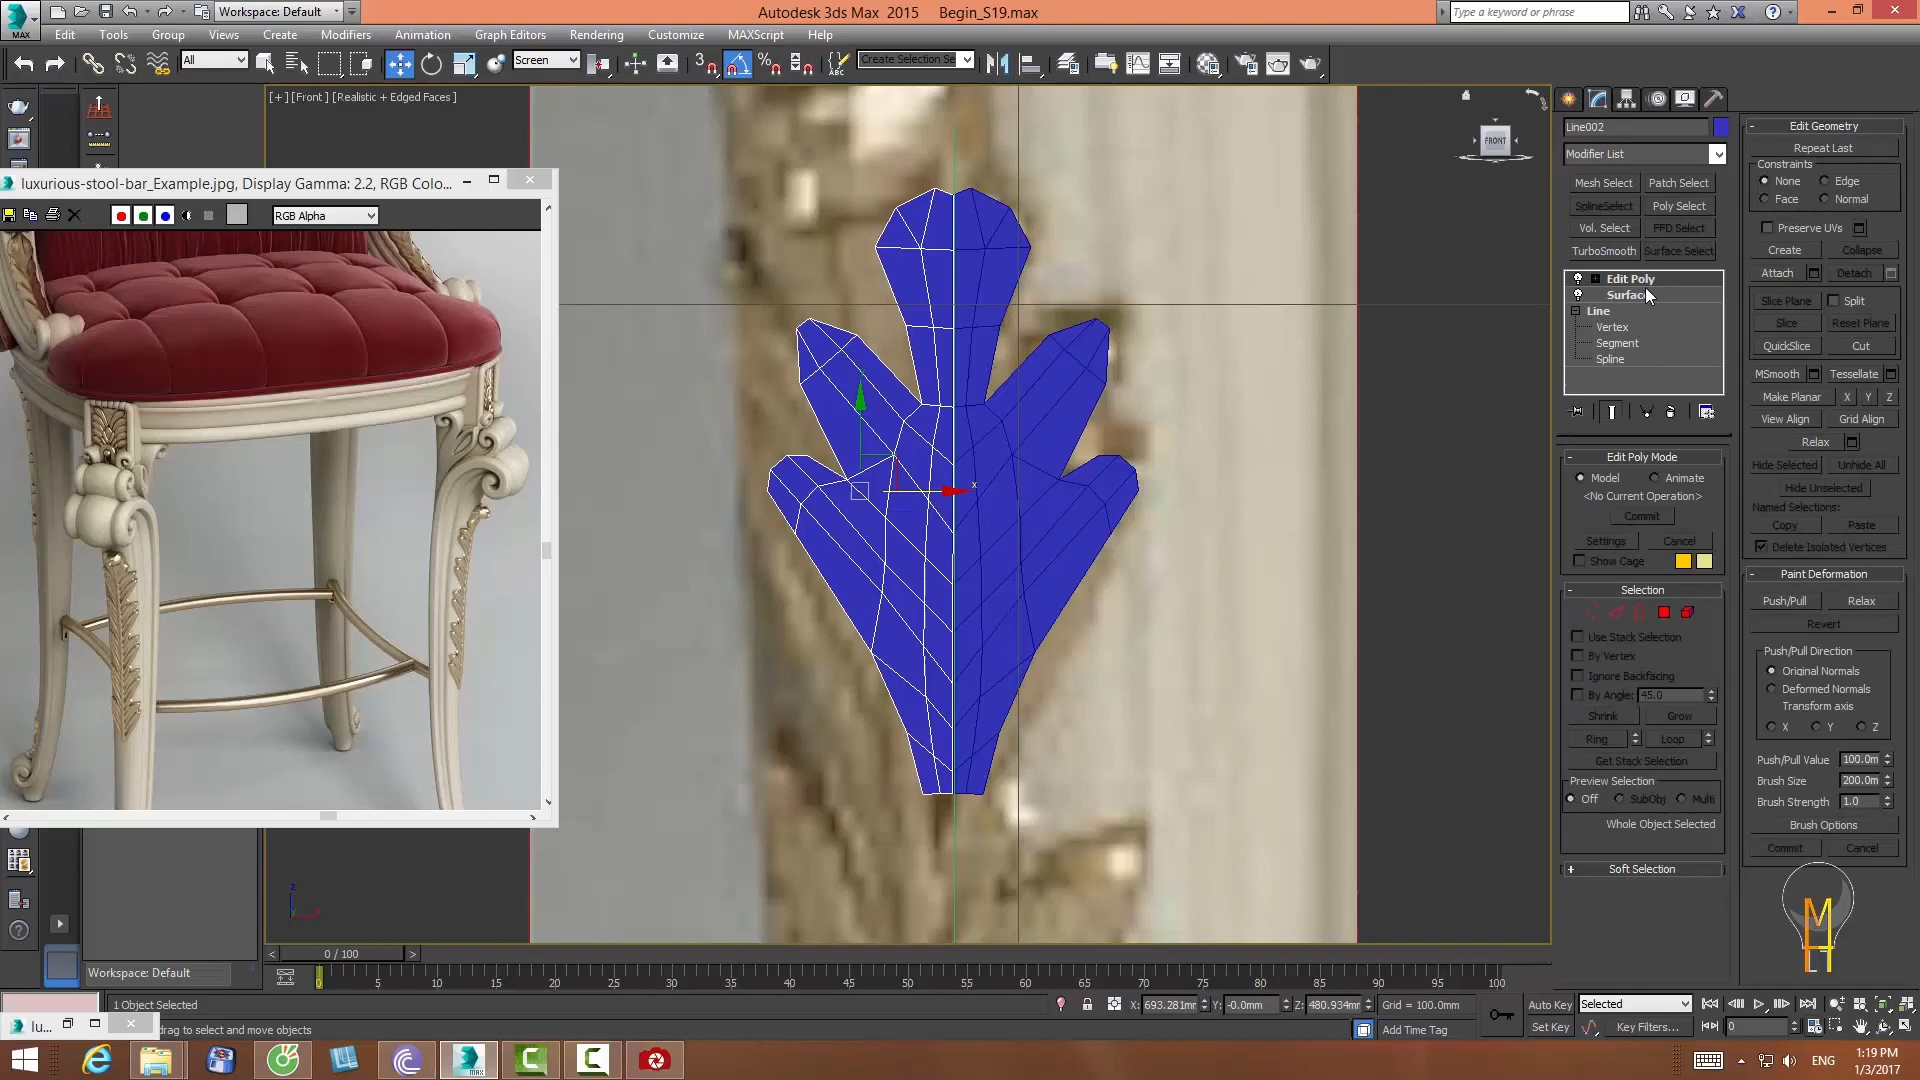 Workspace: Default
Autodesk 3ds Max 2015 Begin_S19.max
Type a keyword or phrase
MAX
Edit Tools Group Views Create Modifiers Animation Graph Editors Rendering Customize MAXScript Help
All
Screen
3
ABC
Create Selection Se
[+] [Front ] [Realistic + Edged Faces ]
FRONT
luxurious-stool-bar_Example.jpg, Display Gamma: 2.2, RGB Colo...
RGB Alpha
x
z
Line002
Modifier List
Mesh Select Patch Select
SplineSelect Poly Select
Vol. Select FFD Select
TurboSmooth Surface Select
Edit Poly
Surface
Line
Vertex
Segment
Spline
Edit Poly Mode
Model Animate
<No Current Operation>
Commit
Settings Cancel
Show Cage
Selection
Use Stack Selection
By Vertex
Ignore Backfacing
By Angle: 45.0
Shrink Grow
Ring Loop
Get Stack Selection
Preview Selection
Off SubObj Multi
Whole Object Selected
Soft Selection
Edit Geometry
Repeat Last
Constraints
None Edge
Face Normal
Preserve UVs
Create Collapse
Attach Detach
Slice Plane Split
Slice Reset Plane
QuickSlice Cut
MSmooth Tessellate
Make Planar X Y Z
View Align Grid Align
Relax
Hide Selected Unhide All
Hide Unselected
Named Selections:
Copy Paste
Delete Isolated Vertices
Paint Deformation
Push/Pull Relax
Revert
Push/Pull Direction
Original Normals
Deformed Normals
Transform axis
X Y Z
Push/Pull Value 100.0m
Brush Size 200.0m
Brush Strength 1.0
Brush Options
Commit Cancel
MH
Workspace: Default
0 / 100
0 5 10 15 20 25 30 35 40 45 50 55 60 65 70 75 80 85 90 95 100
1 Object Selected
X: 693.281mm Y: -0.0mm Z: 480.934mm Grid = 100.0mm
Auto Key Selected
lu... drag to select and move objects
Add Time Tag
Set Key Key Filters... 0
ENG
1:19 PM
1/3/2017